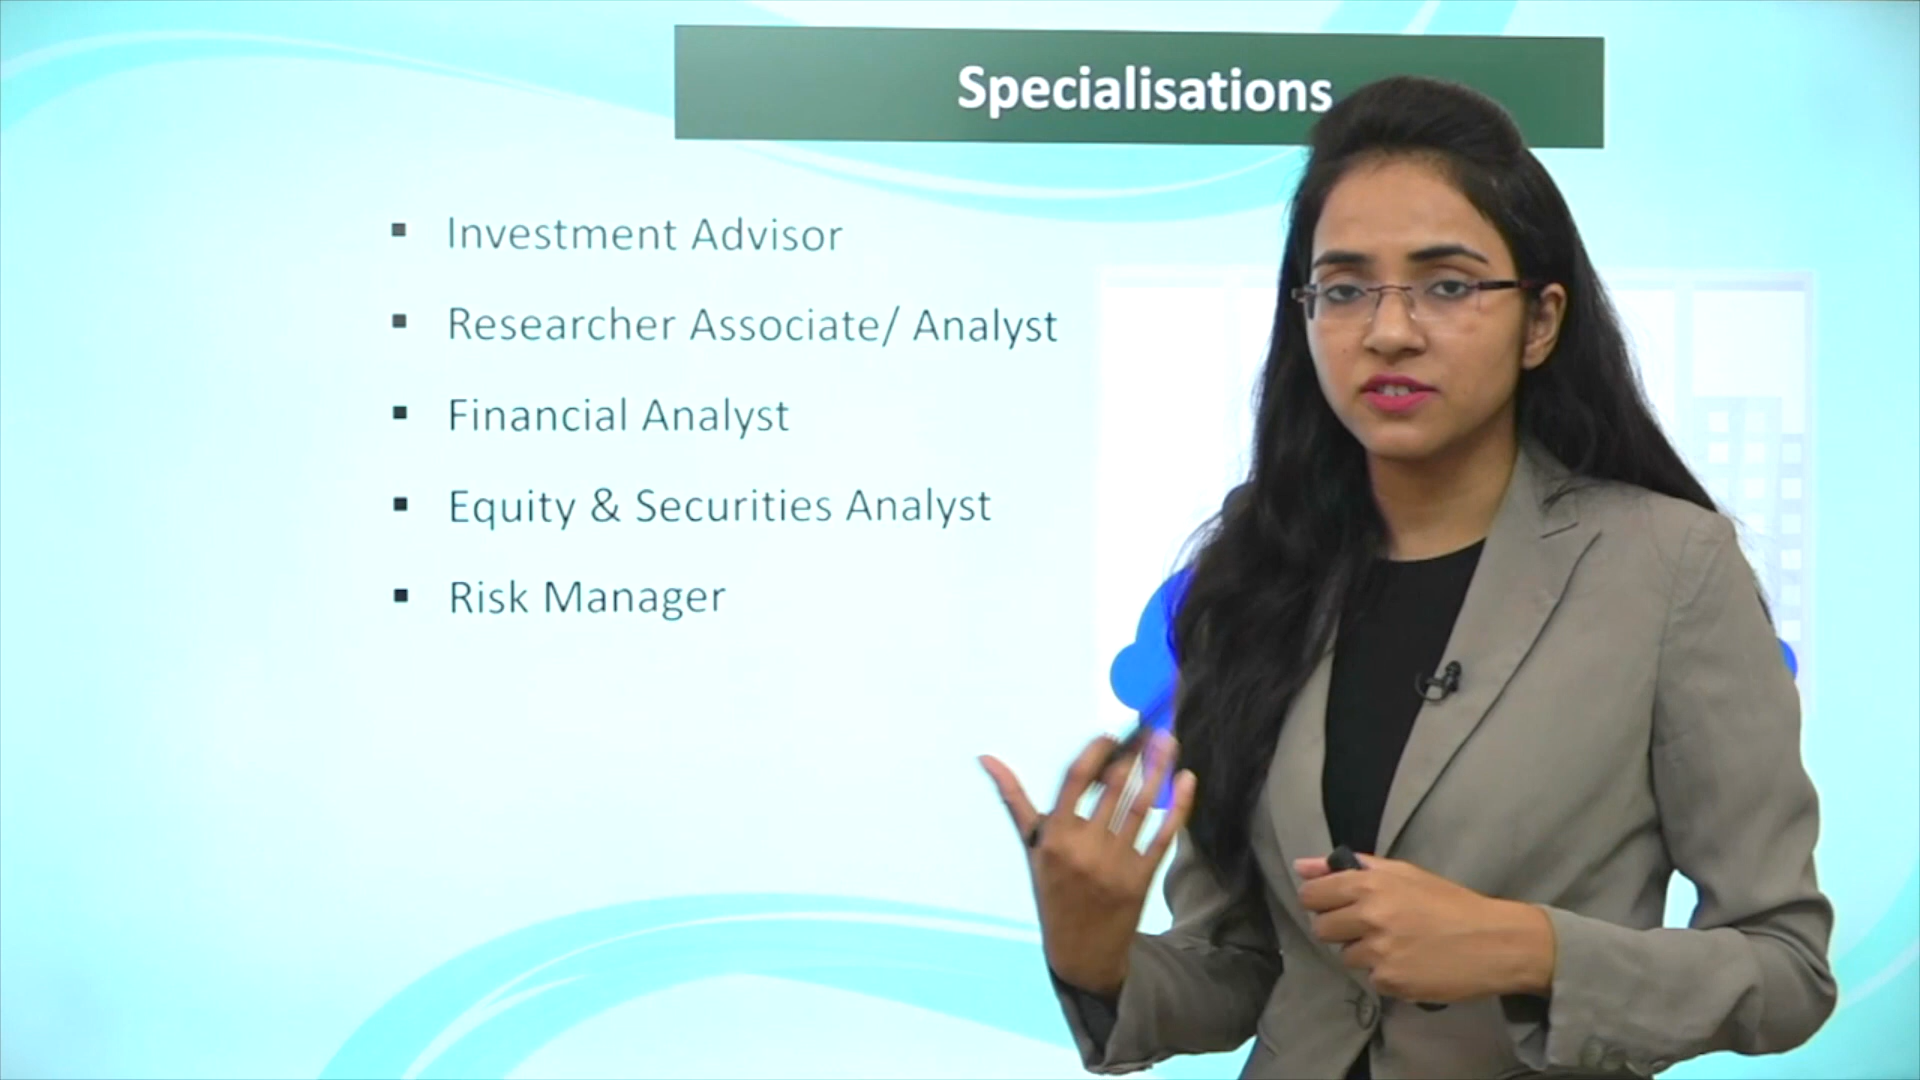 Specialisations
Investment Advisor
Researcher Associate/ Analyst
Financial Analyst
Equity & Securities Analyst
Risk Manager